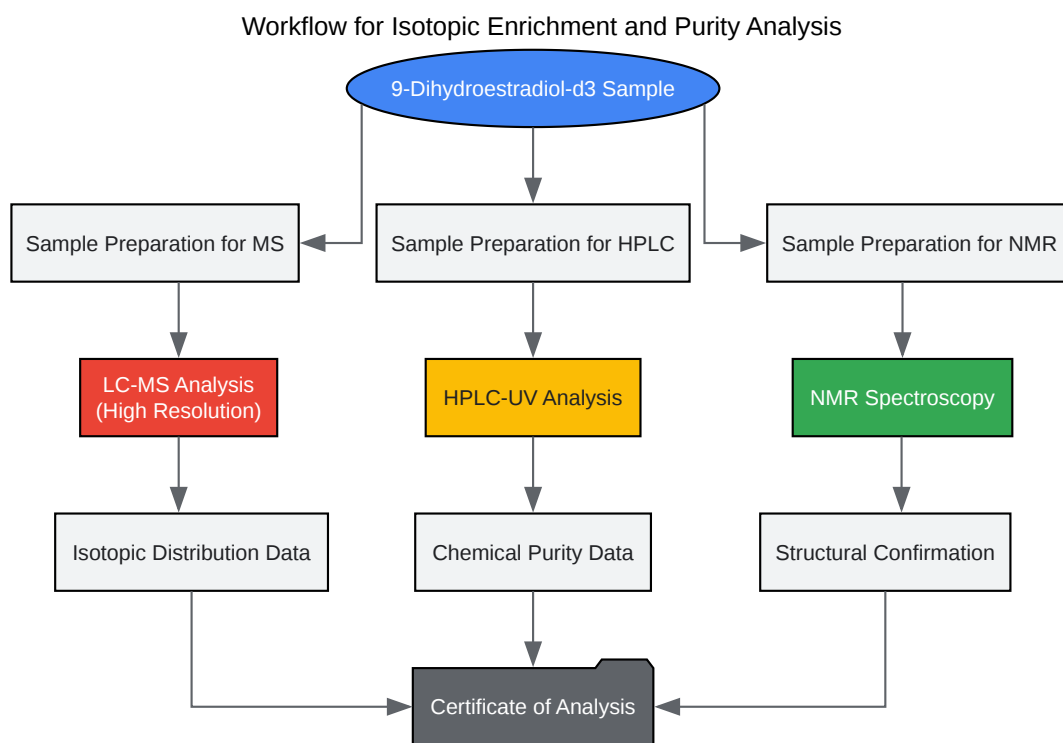 Workflow for Isotopic Enrichment and Purity Analysis
9-Dihydroestradiol-d3 Sample
Sample Preparation for MS
Sample Preparation for HPLC
Sample Preparation for NMR
LC-MS Analysis
(High Resolution)
HPLC-UV Analysis
NMR Spectroscopy
Isotopic Distribution Data
Chemical Purity Data
Structural Confirmation
Certificate of Analysis